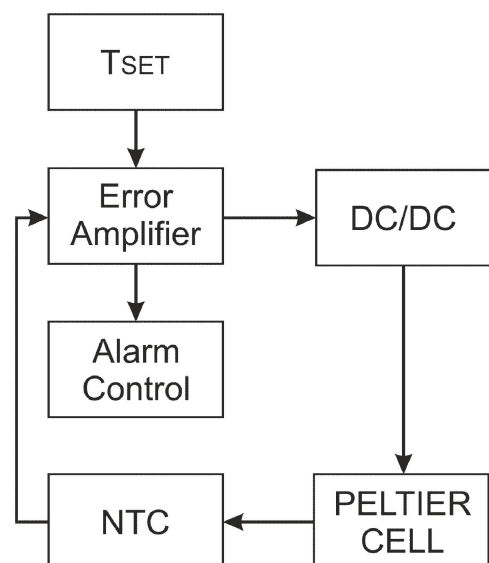 TSET
Error
Amplifier
DC/DC
Alarm
Control
NTC
PELTIER
CELL